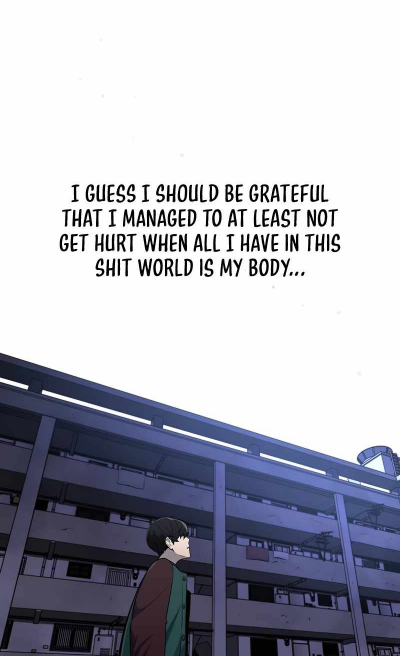 I GUESS I SHOULD BE GRATEFUL
THAT I MANAGED TO AT LEAST NOT
GET HURT WHEN ALL I HAVE IN THIS
SHIT WORLD IS MY BODY...